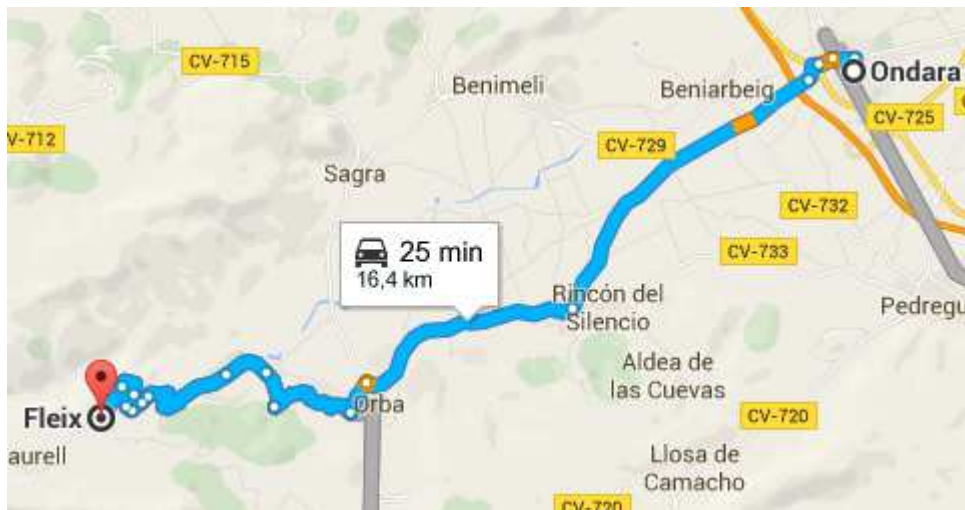 CV-715
Benimeli
Beniarbeig
Ondara
CV-725
V-712
CV-729
Sagra
CV-732
CV-733
25 min
16,4 km
Rincón del
Silencio
Pedregu
Aldea de
las Cuevas
Orba
Fleix
CV-720
aurell
Llosa de
Camacho
CV-720